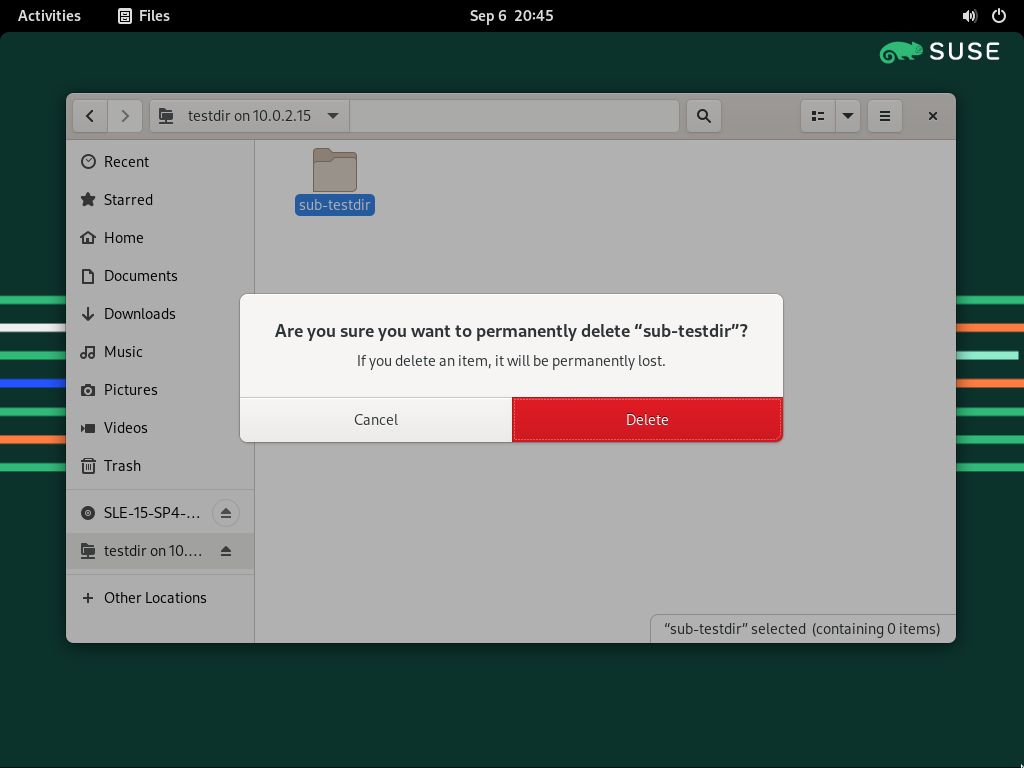 Activities
Files
Sep 6 20:45
SUSE
testdir on 10.0.2.15
Recent
Starred
Home
Documents
Downloads
Music
Pictures
Videos
Trash
SLE-15-SP4-...
testdir on 10....
Other Locations
sub-testdir
Are you sure you want to permanently delete “sub-testdir”?
If you delete an item, it will be permanently lost.
Cancel
Delete
“sub-testdir” selected (containing 0 items)